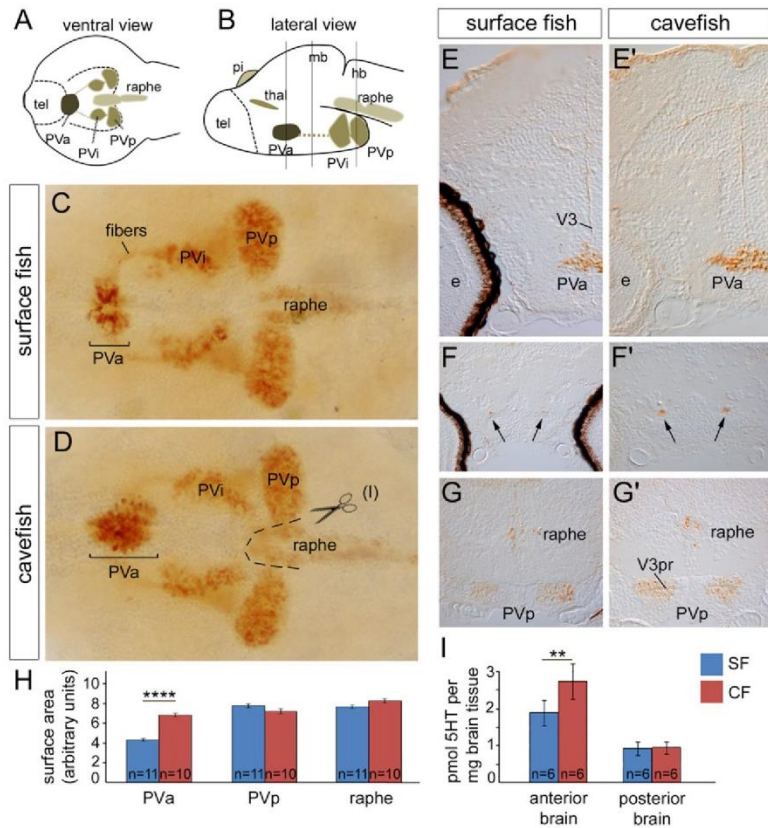 A
ventral view
tel
raphe
PVa
PVi
PVp
B
lateral view
pi
mb
hb
thal
raphe
tel
PVa
PVi
PVp
surface fish
cavefish
C
fibers
PVi
PVp
raphe
PVa
surface fish
D
PVi
PVp
(I)
raphe
PVa
cavefish
E
V3
e
PVa
E'
e
PVa
F
F'
G
raphe
PVp
G'
raphe
V3pr
PVp
H
surface area
(arbitrary units)
8
6
4
2
0
****
n=11 n=10
n=11 n=10
n=11 n=10
PVa
PVp
raphe
I
pmol 5HT per
mg brain tissue
3
2
1
0
**
n=6 n=6
n=6 n=6
anterior
brain
posterior
brain
SF
CF